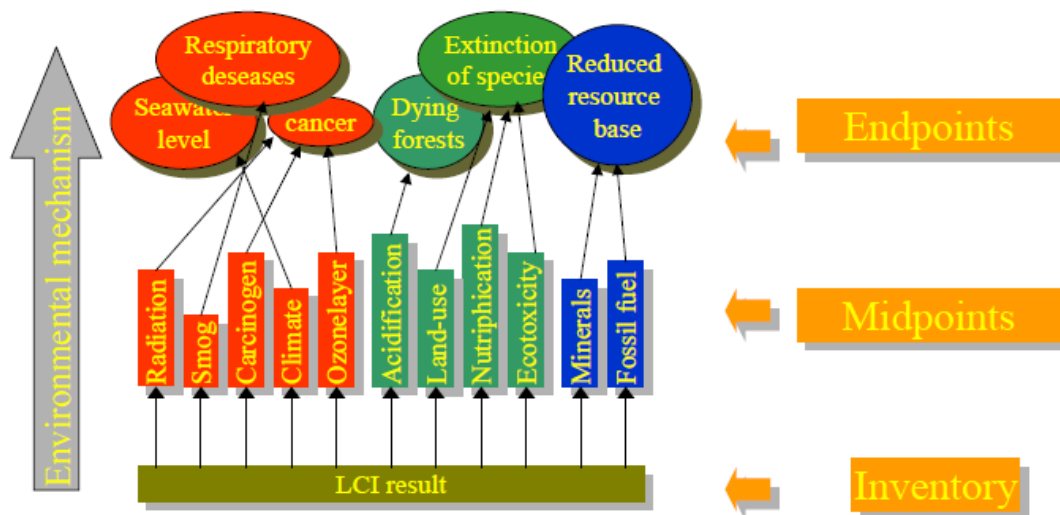 Respiratory
deseases
Extinction
of specie
Reduced
resource
base
Seawater
level
cancer
Dying
forests
Endpoints
Environmental mechanism
Radiation
Smog
Carcinogen
Climate
Ozonelayer
Acidification
Land-use
Nutriphication
Ecotoxicity
Minerals
Fossil fuel
Midpoints
LCI result
Inventory